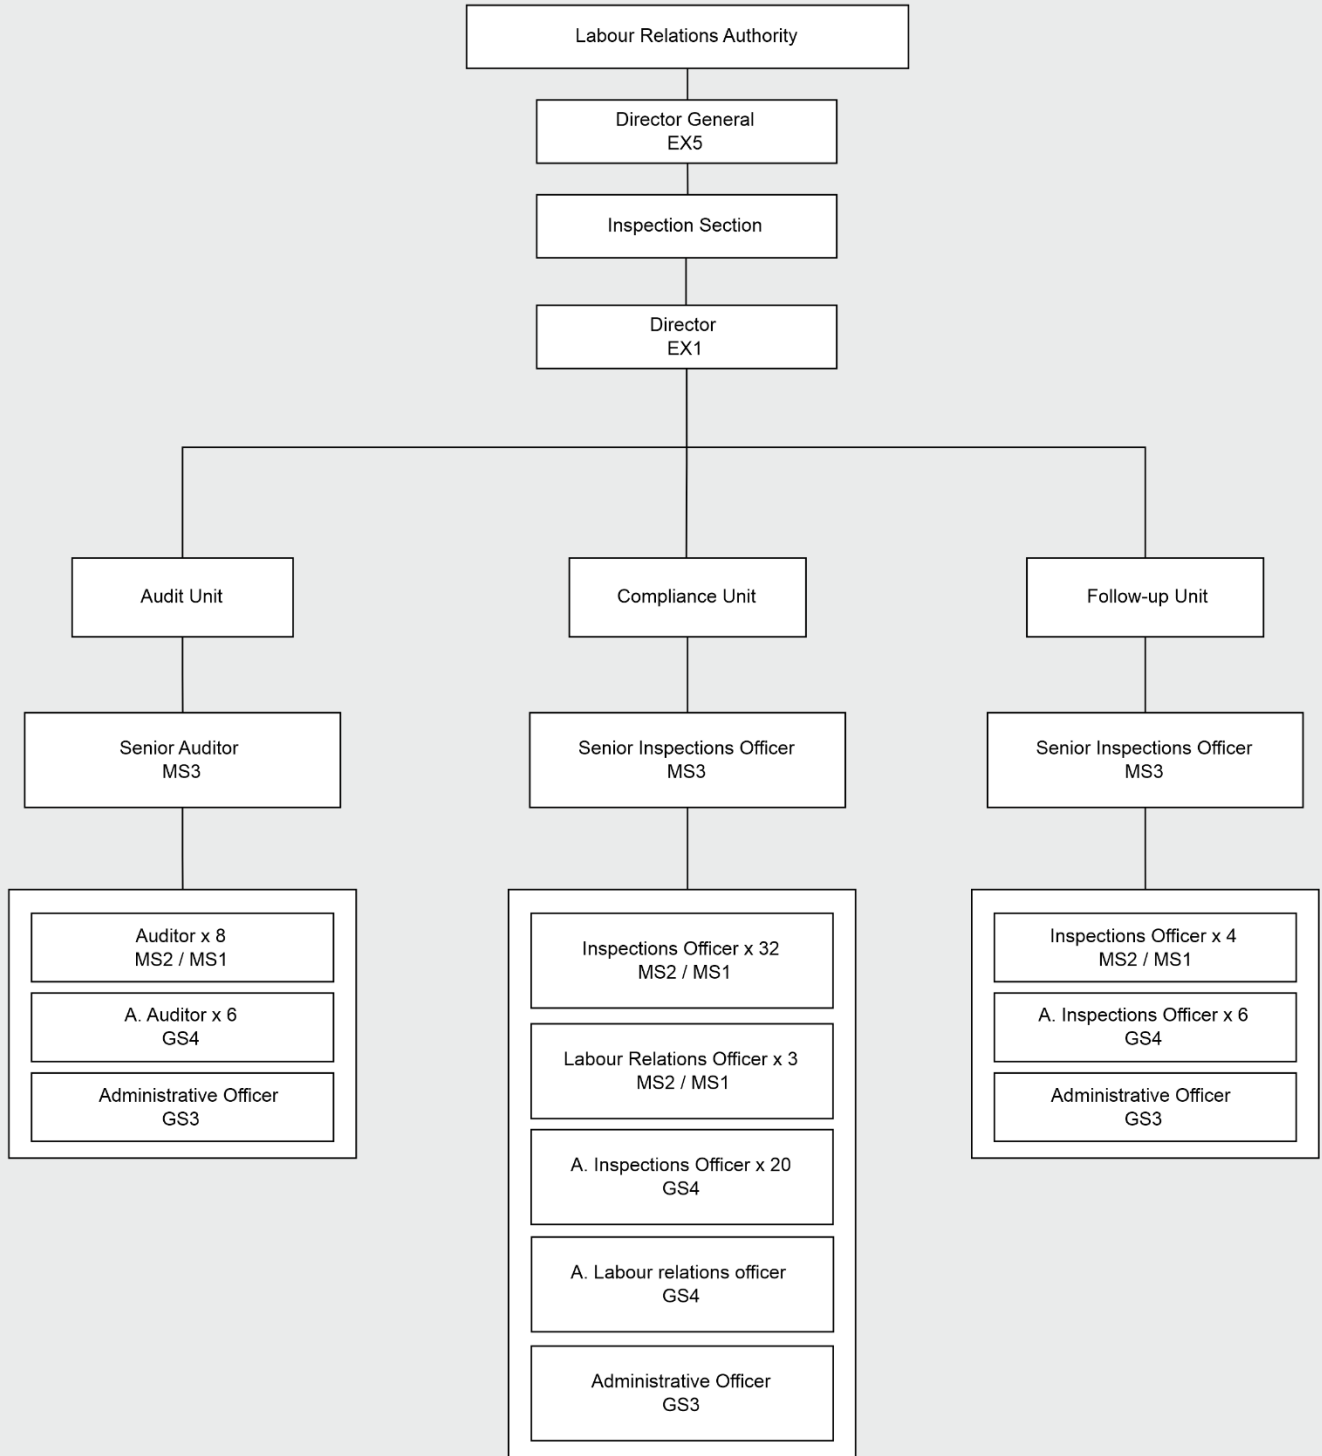 Labour Relations Authority
Director General
EX5
Inspection Section
Director
EX1
Audit Unit
Compliance Unit
Follow-up Unit
Senior Auditor
MS3
Senior Inspections Officer
MS3
Senior Inspections Officer
MS3
Auditor x 8
MS2 / MS1
A. Auditor x 6
GS4
Administrative Officer
GS3
Inspections Officer x 32
MS2 / MS1
Labour Relations Officer x 3
MS2 / MS1
A. Inspections Officer x 20
GS4
A. Labour relations officer
GS4
Administrative Officer
GS3
Inspections Officer x 4
MS2 / MS1
A. Inspections Officer x 6
GS4
Administrative Officer
GS3